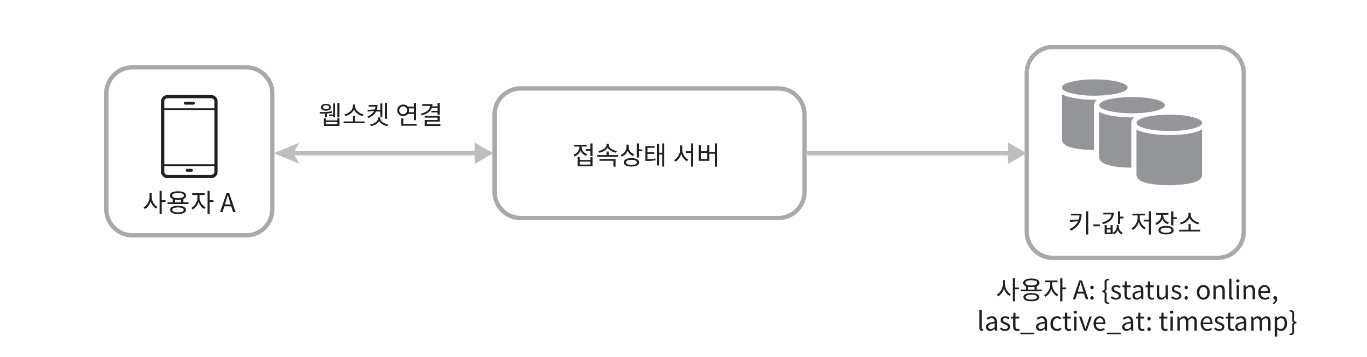 웹소켓 연결
사용자 A
접속상태 서버
키-값 저장소
사용자 A: {status: online,
last_active_at: timestamp}